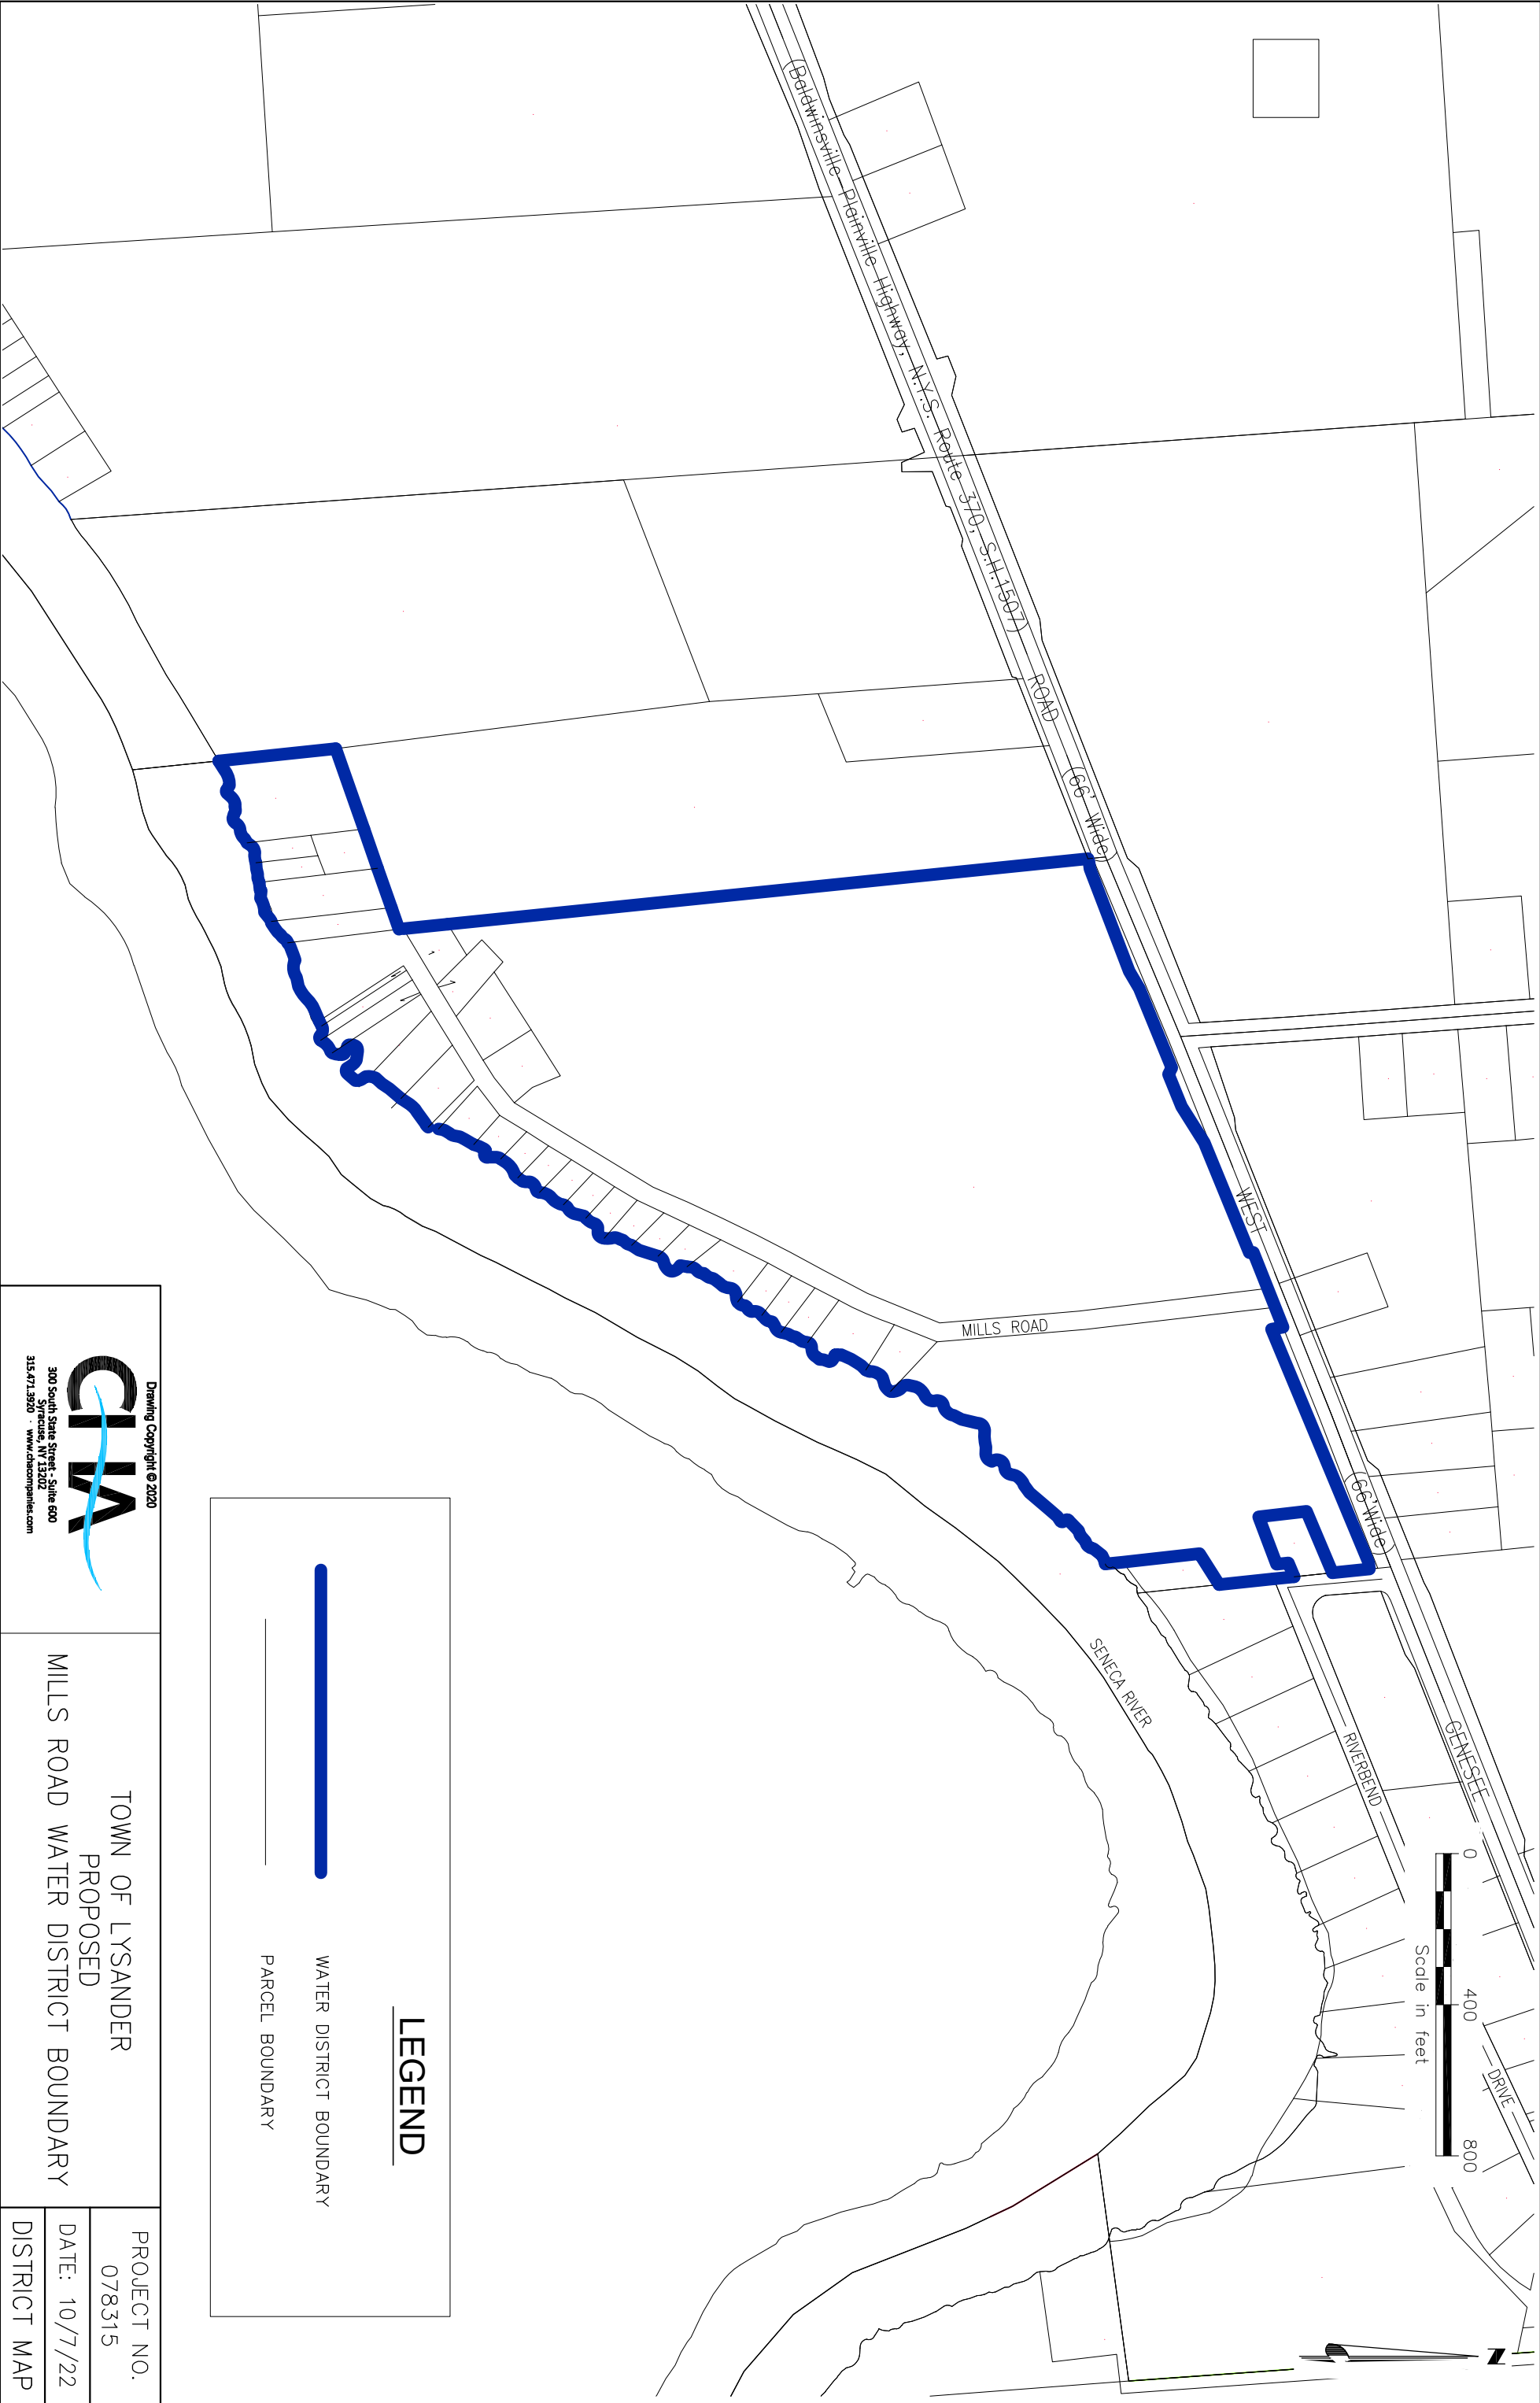 (Baldwinsville Plainville Highway, N.Y.S. Route 370, S.H.1507)
ROAD
(66' Wide)
WEST
(66'Wide)
GENESEE
MILLS ROAD
RIVERBEND
DRIVE
SENECA RIVER
0 400 800
Scale in feet
N
LEGEND
WATER DISTRICT BOUNDARY
PARCEL BOUNDARY
Drawing Copyright © 2020
CHA
300 South State Street - Suite 600
Syracuse, NY 13202
315.471.3920 · www.chacompanies.com
TOWN OF LYSANDER
PROPOSED
MILLS ROAD WATER DISTRICT BOUNDARY
PROJECT NO.
078315
DATE: 10/7/22
DISTRICT MAP